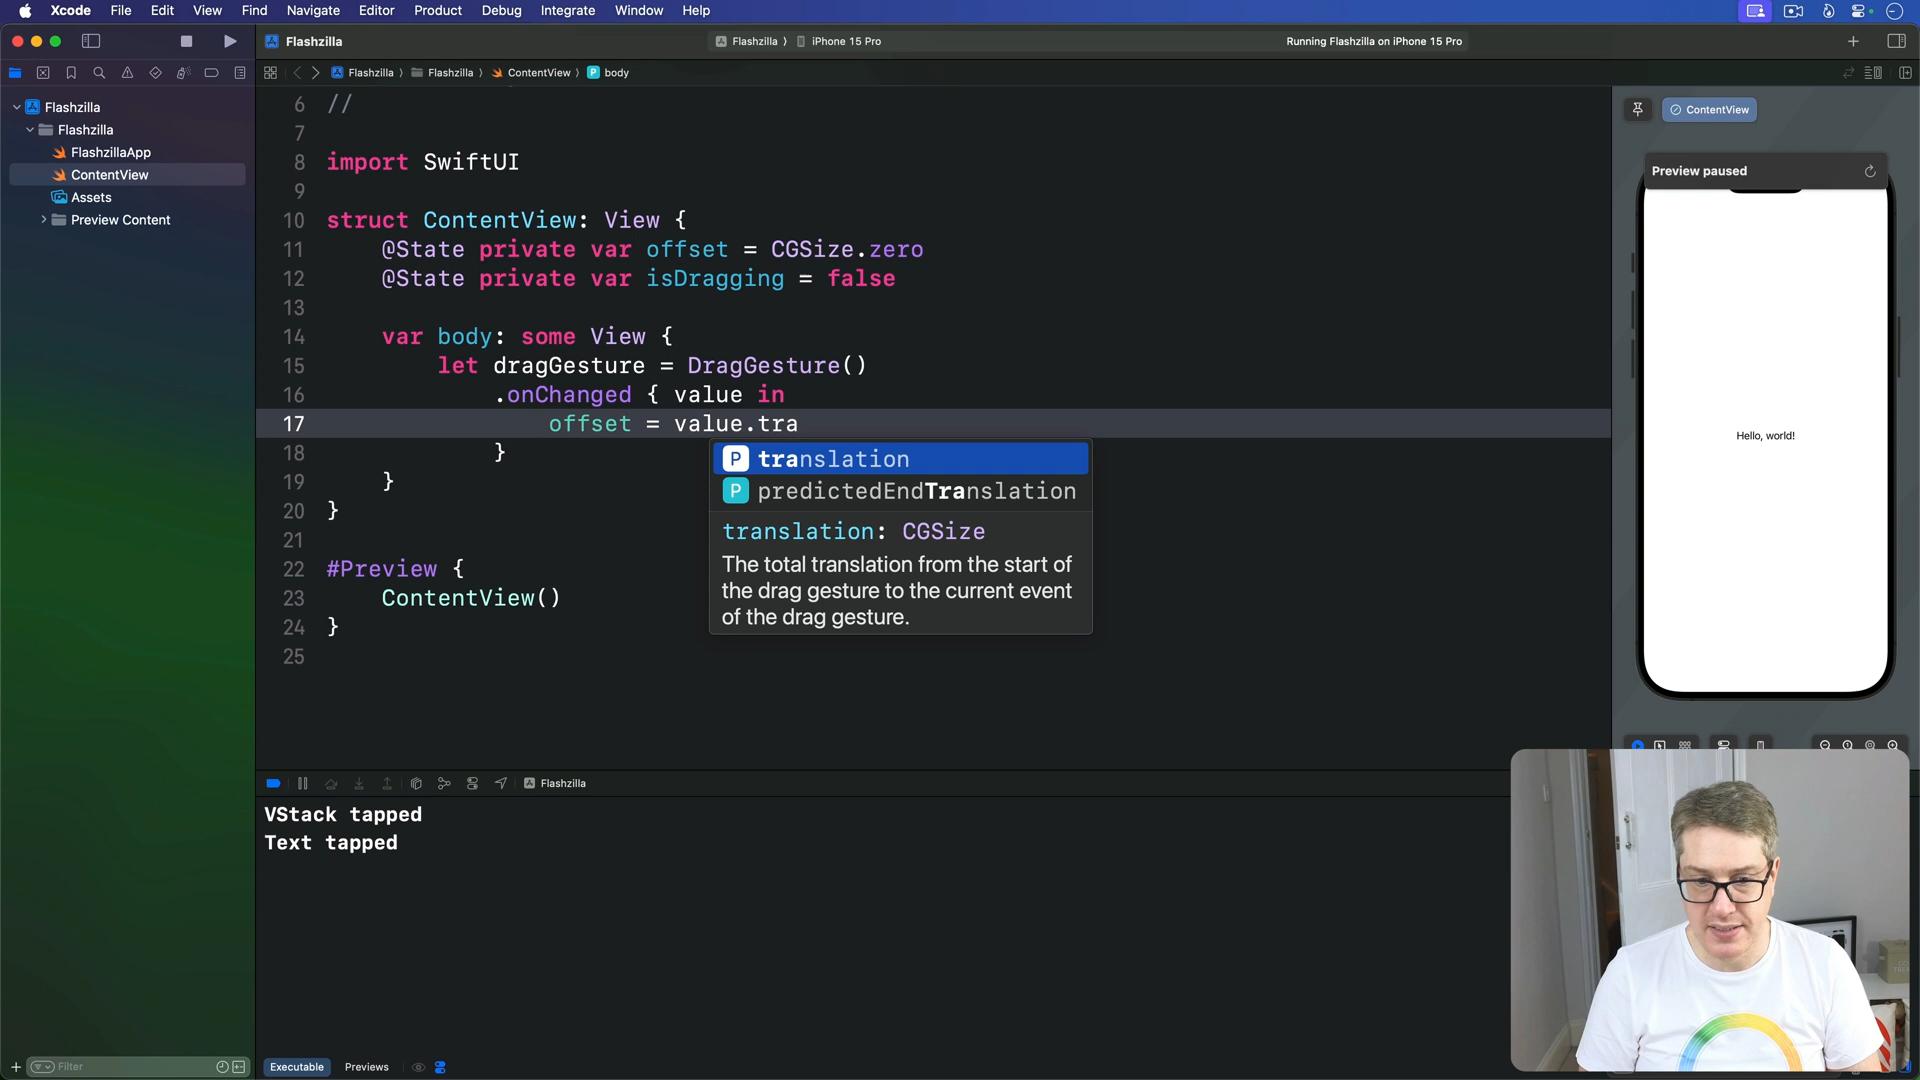 Xcode File Edit View Find Navigate Editor Product Debug Integrate Window Help
Flashzilla
Flashzilla 〉 iPhone 15 Pro
Running Flashzilla on iPhone 15 Pro
Flashzilla 〉 Flashzilla 〉 ContentView 〉 P body
Flashzilla
Flashzilla
FlashzillaApp
ContentView
Assets
Preview Content
6 //
7
8 import SwiftUI
9
10 struct ContentView: View {
11 @State private var offset = CGSize.zero
12 @State private var isDragging = false
13
14 var body: some View {
15 let dragGesture = DragGesture()
16 .onChanged { value in
17 offset = value.tra
18 }
19 }
20 }
21
22 #Preview {
23 ContentView()
24 }
25
P translation
P predictedEndTranslation
translation: CGSize
The total translation from the start of
the drag gesture to the current event
of the drag gesture.
ContentView
Preview paused
Hello, world!
Flashzilla
VStack tapped
Text tapped
Filter
Executable Previews